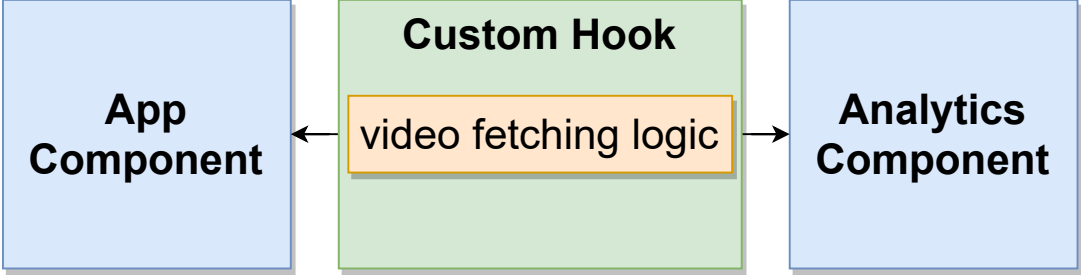 App
Component
Custom Hook
video fetching logic
Analytics
Component